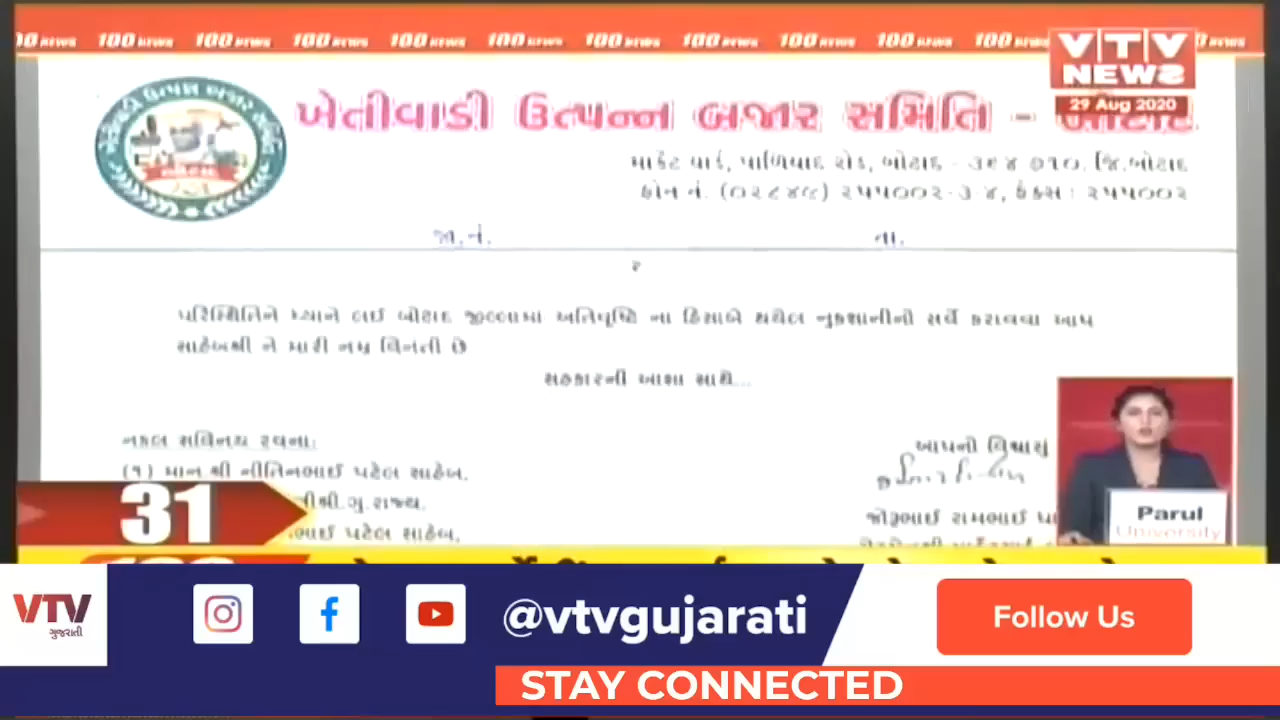 100 NEWS 100 NEWS 100 NEWS 100 NEWS 100 NEWS 100 NEWS 100 NEWS 100 NEWS 100 NEWS
VTV
NEWS
29 Aug 2020
ખેતીવાડી ઉત્પન્ન બજાર સમિતિ -
માર્કેટ યાર્ડ, પાળિયાદ રોડ, બોટાદ - ૩૬૪ ૭૧૦. જિ.બોટાદ
ફોન નં. (૦૨૮૪૯) ૨૫૫૦૦૨-૩ ૪, ફેક્સ : ૨૫૫૦૦૨
જા.નં.
તા.
૨
પરિસ્થિતિને ધ્યાને લઈ બોટાદ જીલ્લામાં અતિવૃષ્ટિ ના હિસાબે થયેલ નુકશાનીનો સર્વે કરાવવા આપ
સાહેબશ્રી ને મારી નમ્ર વિનંતી છે
સહકારની આશા સાથે...
નકલ સવિનય રવના:
આપનો વિશ્વાસું
(૧) માન.શ્રી નીતિનભાઈ પટેલ સાહેબ,
શ્રી.ગુ.રાજ્ય.
ભાઈ પટેલ સાહેબ,
જોરૂભાઈ રામભાઈ
31
Parul
University
VTV
ગુજરાતી
@vtvgujarati
Follow Us
STAY CONNECTED